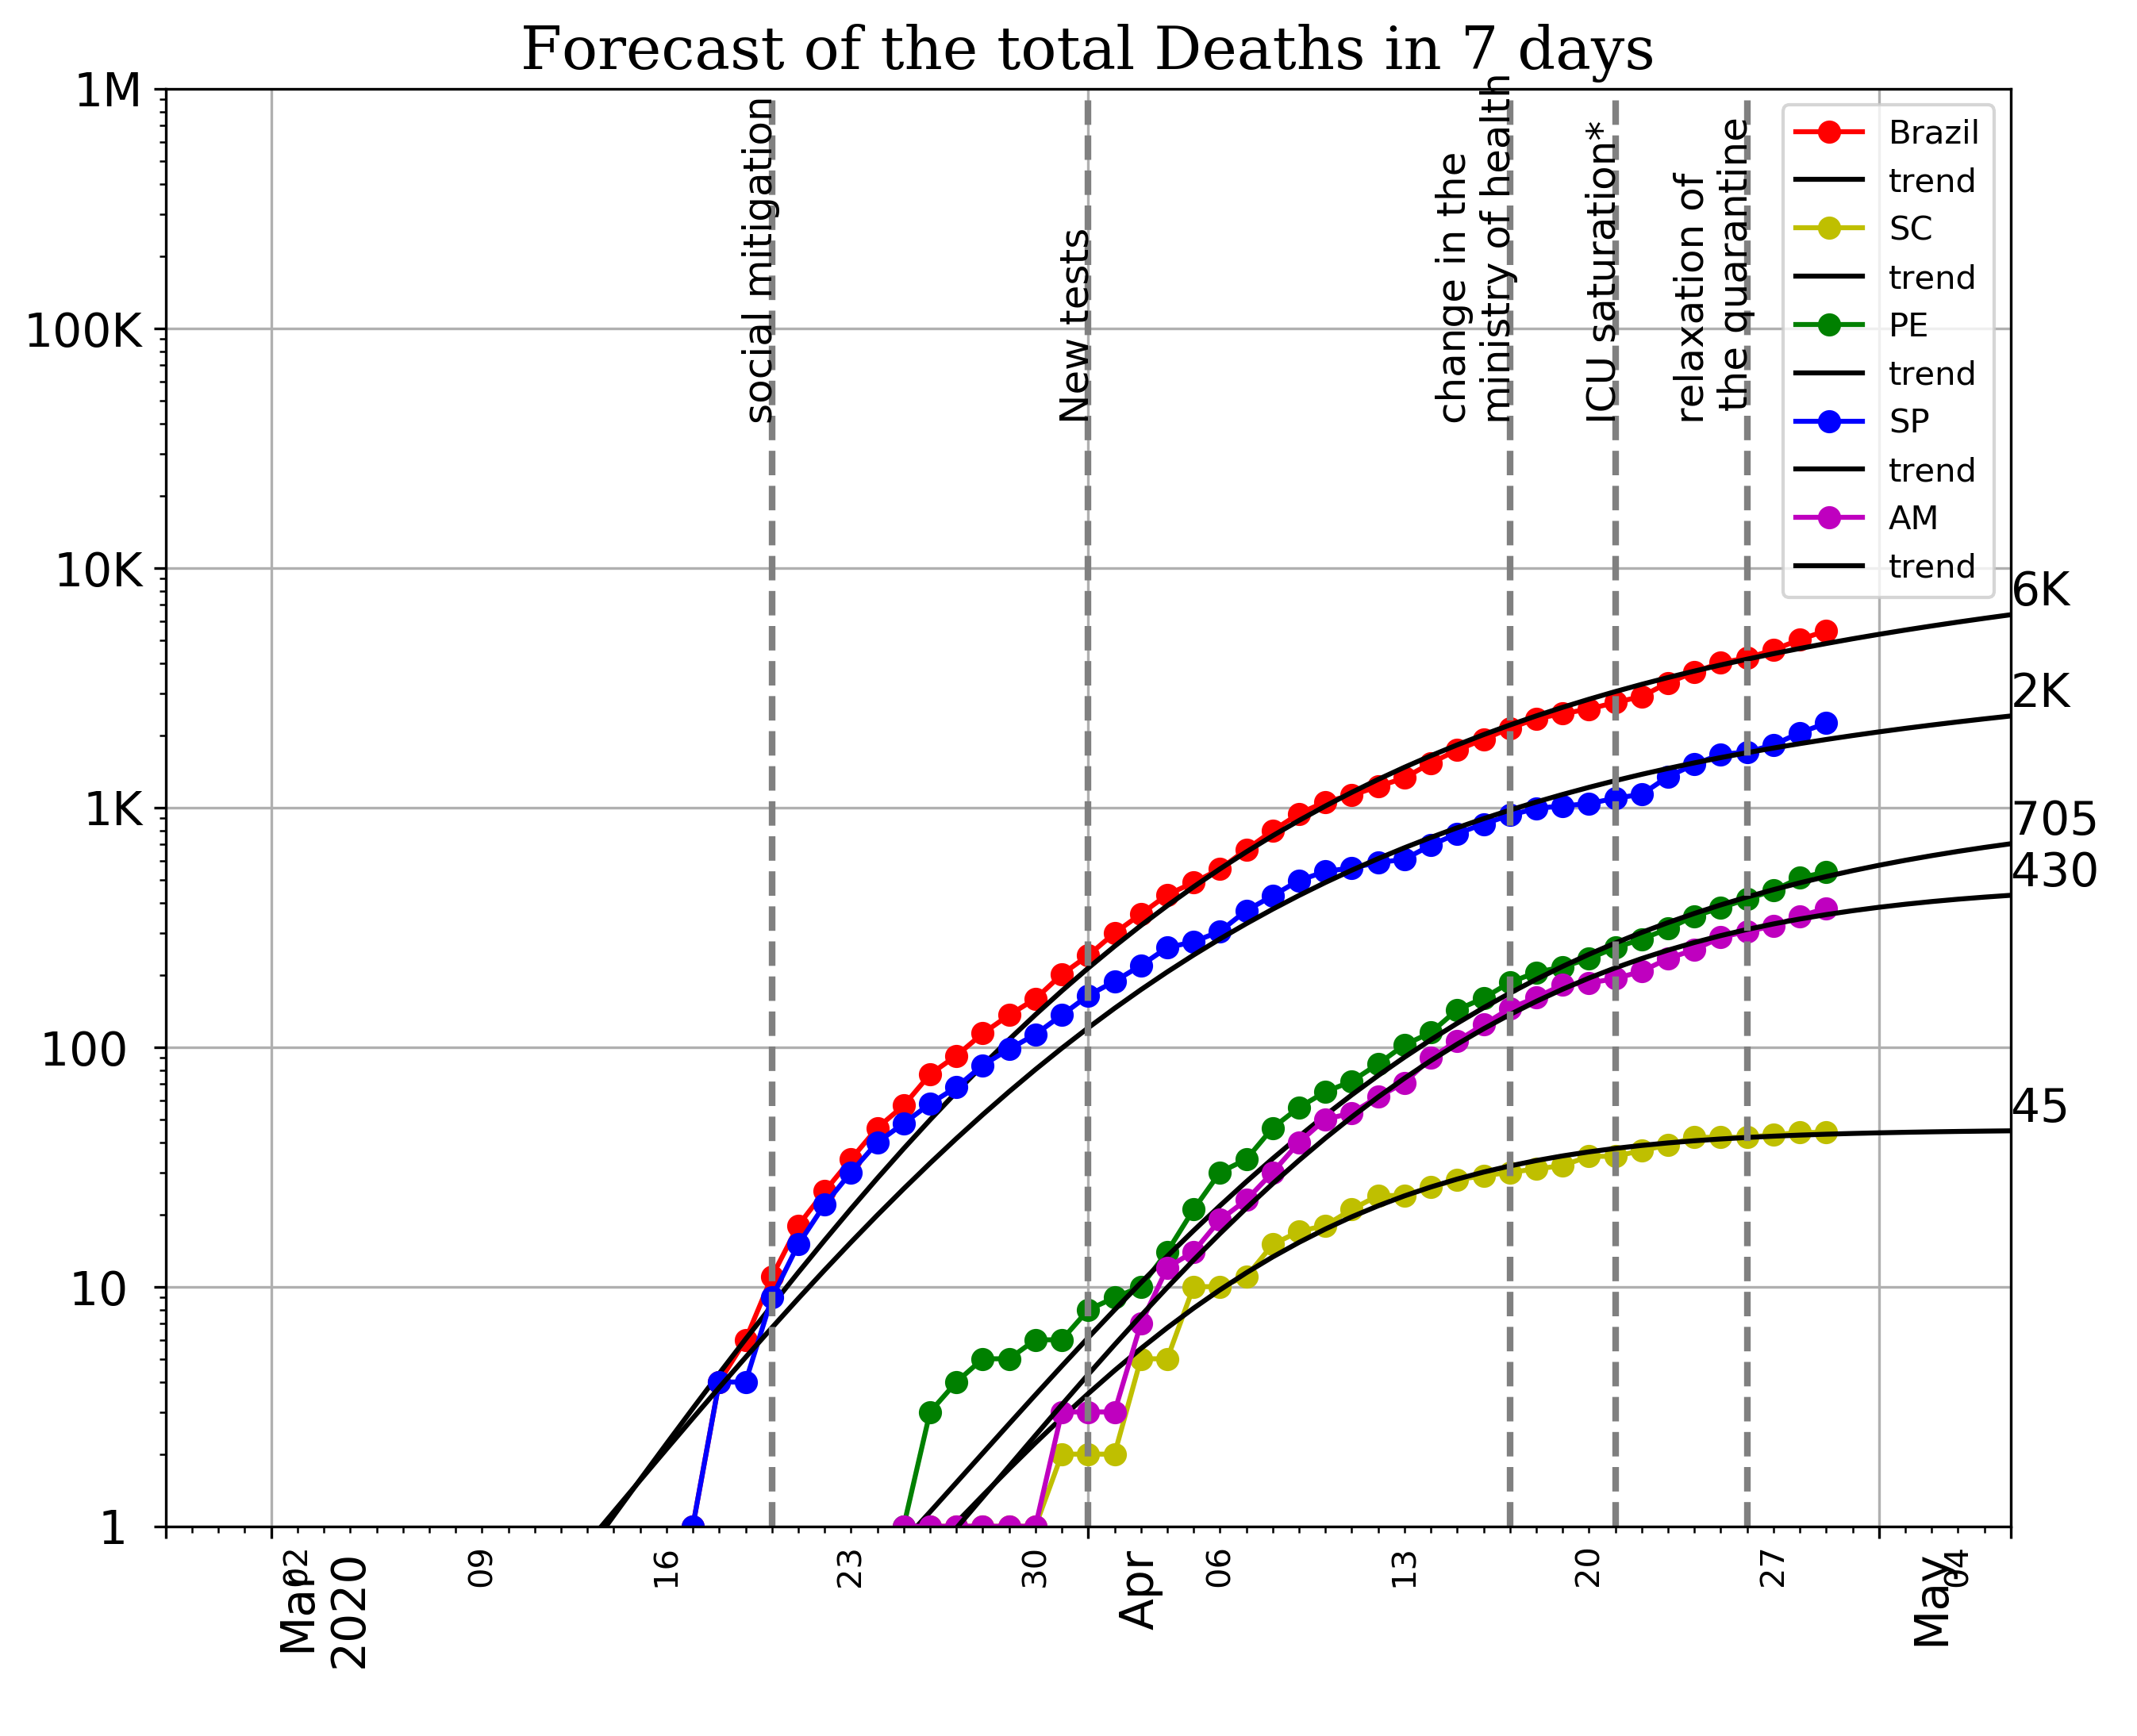 Forecast of the total Deaths in 7 days
1M
100K
10K
1K
100
10
1
social mitigation
New tests
change in the
ministry of health
ICU saturation*
relaxation of
the quarantine
Brazil
trend
SC
trend
PE
trend
SP
trend
AM
trend
6K
2K
705
430
45
02
09
16
23
30
06
13
20
27
04
Mar
2020
Apr
May